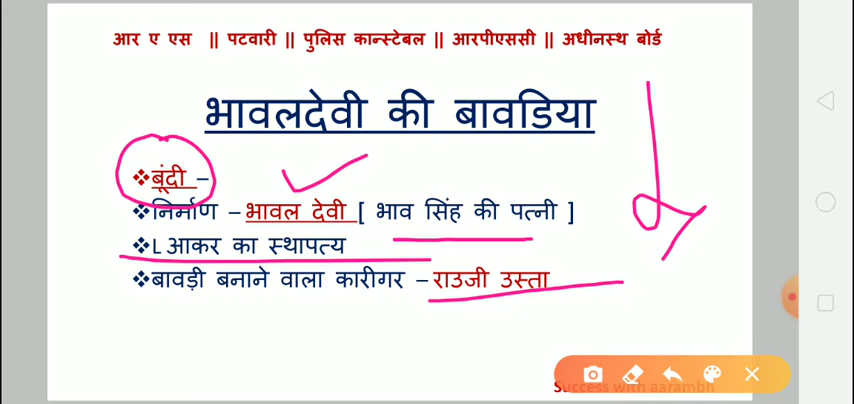 आर ए एस || पटवारी || पुलिस कान्स्टेबल || आरपीएससी || अधीनस्थ बोर्ड
भावलदेवी की बावडिया
❖बूंदी –
❖निर्माण – भावल देवी [ भाव सिंह की पत्नी ]
❖L आकर का स्थापत्य
❖बावड़ी बनाने वाला कारीगर – राउजी उस्ता
Success with aarambh